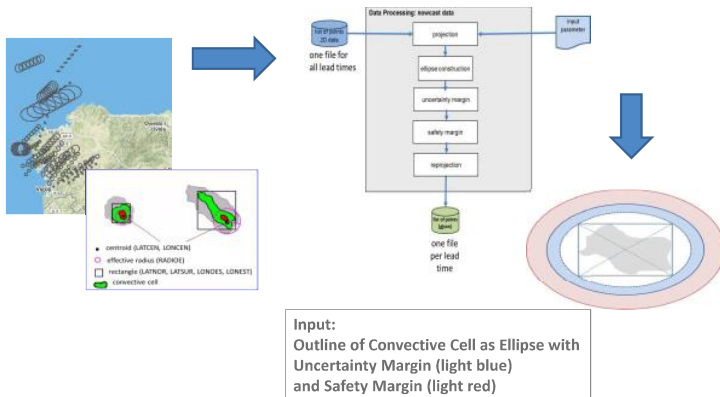 Data Processing: nowcast data
list of points
2D data
input
parameter
projection
one file for
all lead times
ellipse construction
uncertainty margin
safety margin
reprojection
list of points
one file
per lead
time
centroid (LATCEN, LONCEN)
effective radius (RADIOE)
rectangle (LATNOR, LATSUR, LONOES, LONEST)
convective cell
Input:
Outline of Convective Cell as Ellipse with
Uncertainty Margin (light blue)
and Safety Margin (light red)